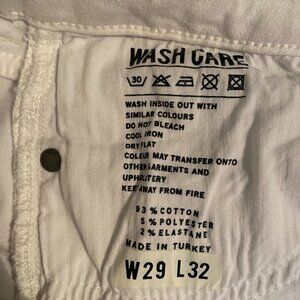 WASH CARE
30
WASH INSIDE OUT WITH
SIMILAR COLOURS
DO NOT BLEACH
COOL IRON
DRY FLAT
COLOUR MAY TRANSFER ONTO
OTHER GARMENTS AND
UPHOLSTERY
KEEP AWAY FROM FIRE
93% COTTON
5% POLYESTER
2% ELASTANE
MADE IN TURKEY
W29 L32